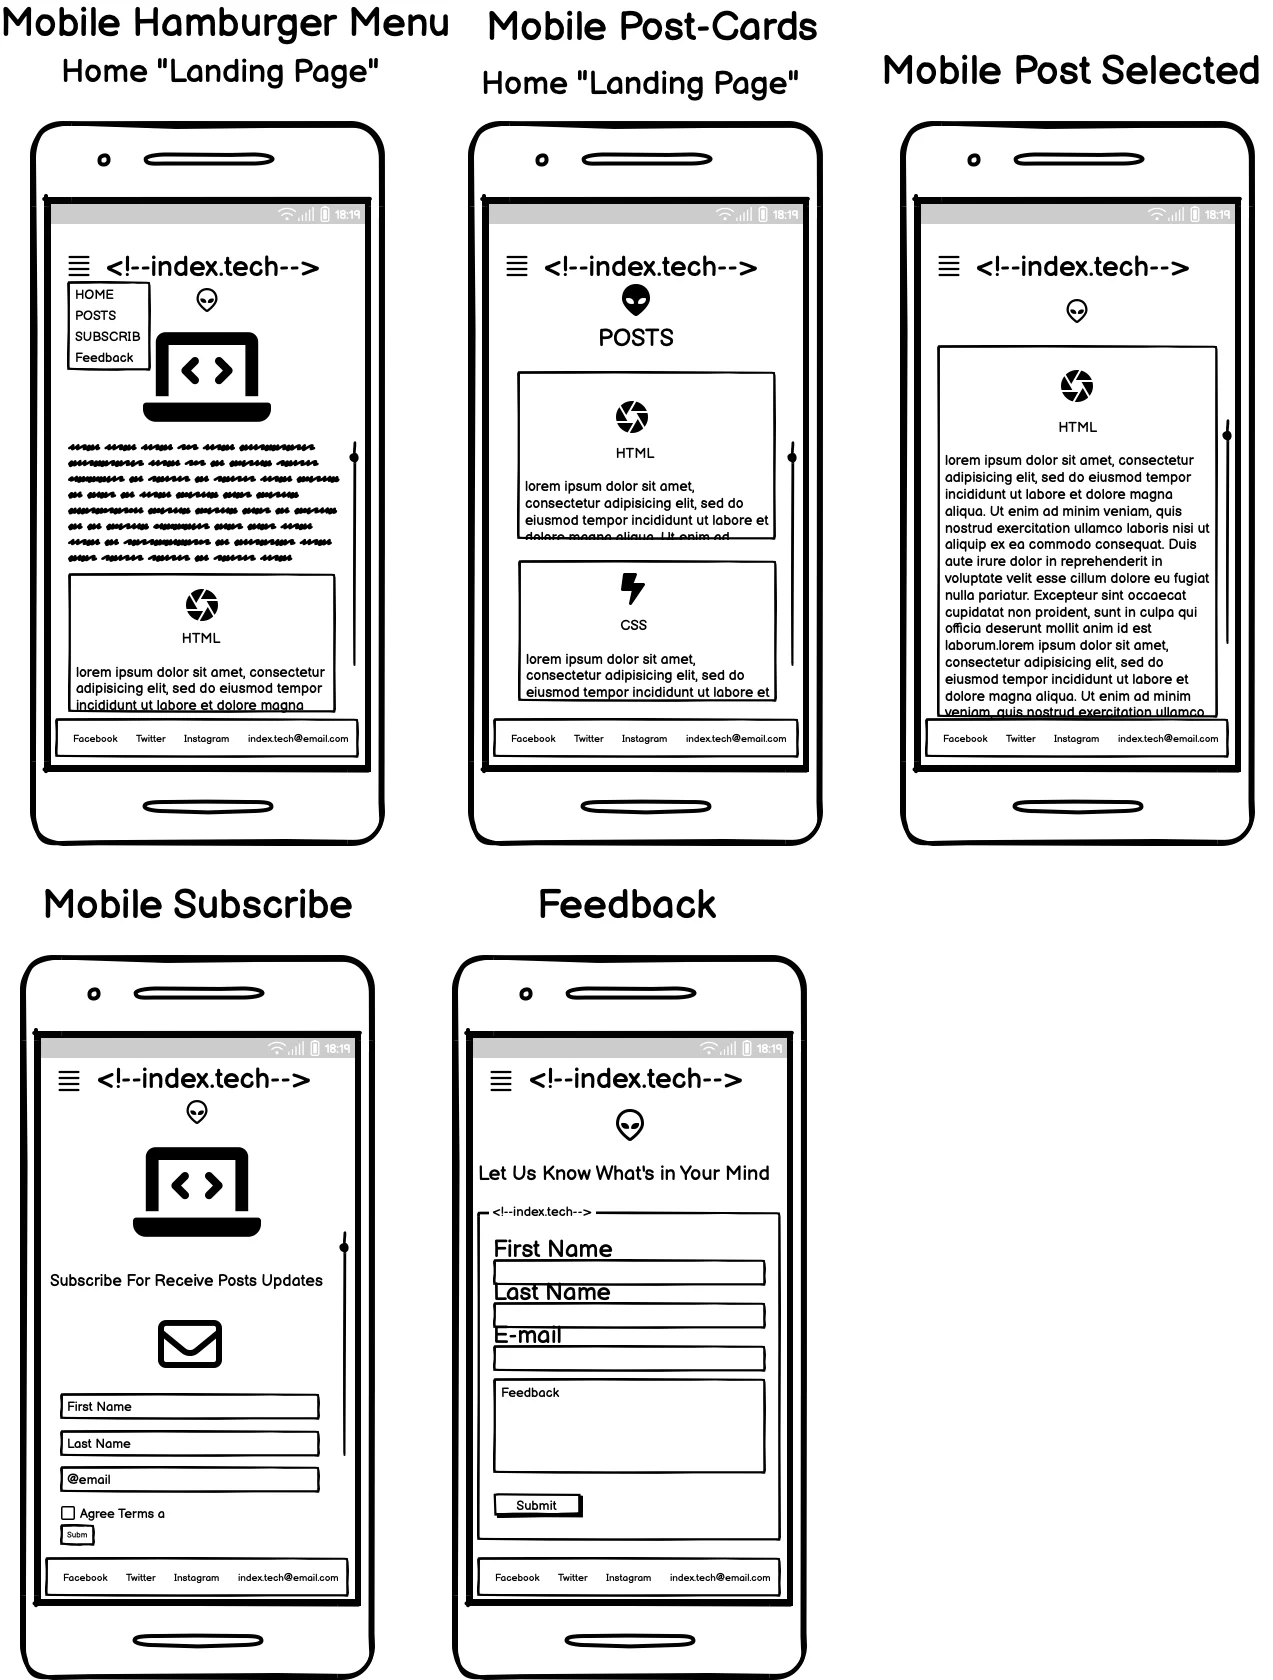 Mobile Hamburger Menu
Home "Landing Page"
18:19
<!--index.tech-->
HOME
POSTS
SUBSCRIB
Feedback
HTML
lorem ipsum dolor sit amet, consectetur
adipisicing elit, sed do eiusmod tempor
incididunt ut labore et dolore magna
Facebook Twitter Instagram index.tech@email.com
Mobile Post-Cards
Home "Landing Page"
18:19
<!--index.tech-->
POSTS
HTML
lorem ipsum dolor sit amet,
consectetur adipisicing elit, sed do
eiusmod tempor incididunt ut labore et
dolore magna aliqua. Ut enim ad
CSS
lorem ipsum dolor sit amet,
consectetur adipisicing elit, sed do
eiusmod tempor incididunt ut labore et
Facebook Twitter Instagram index.tech@email.com
Mobile Post Selected
18:19
<!--index.tech-->
HTML
lorem ipsum dolor sit amet, consectetur
adipisicing elit, sed do eiusmod tempor
incididunt ut labore et dolore magna
aliqua. Ut enim ad minim veniam, quis
nostrud exercitation ullamco laboris nisi ut
aliquip ex ea commodo consequat. Duis
aute irure dolor in reprehenderit in
voluptate velit esse cillum dolore eu fugiat
nulla pariatur. Excepteur sint occaecat
cupidatat non proident, sunt in culpa qui
officia deserunt mollit anim id est
laborum.lorem ipsum dolor sit amet,
consectetur adipisicing elit, sed do
eiusmod tempor incididunt ut labore et
dolore magna aliqua. Ut enim ad minim
veniam, quis nostrud exercitation ullamco
Facebook Twitter Instagram index.tech@email.com
Mobile Subscribe
18:19
<!--index.tech-->
Subscribe For Receive Posts Updates
First Name
Last Name
@email
Agree Terms a
Subm
Facebook Twitter Instagram index.tech@email.com
Feedback
18:19
<!--index.tech-->
Let Us Know What's in Your Mind
<!--index.tech-->
First Name
Last Name
E-mail
Feedback
Submit
Facebook Twitter Instagram index.tech@email.com